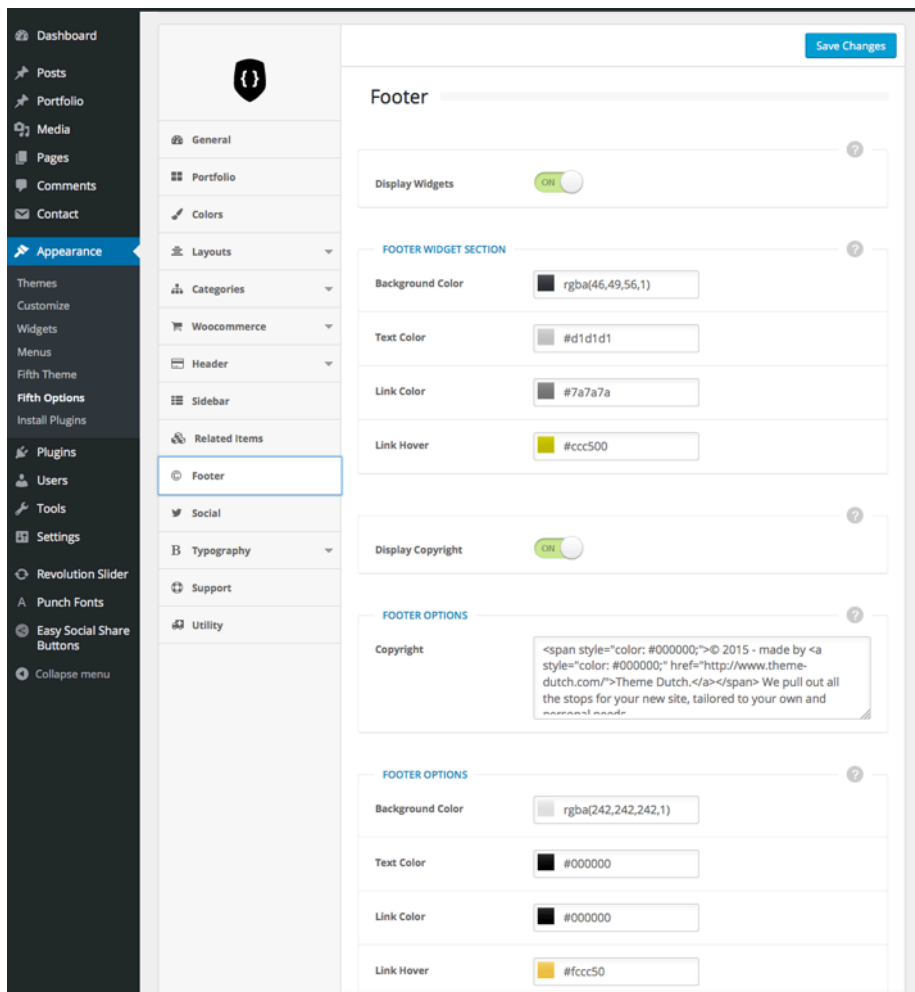 Dashboard
Posts
Portfolio
Media
Pages
Comments
Contact
Appearance
Themes
Customize
Widgets
Menus
Fifth Theme
Fifth Options
Install Plugins
Plugins
Users
Tools
Settings
Revolution Slider
A Punch Fonts
Easy Social Share
Buttons
Collapse menu
{}
General
Portfolio
Colors
Layouts
Categories
Woocommerce
Header
Sidebar
Related Items
© Footer
Social
B Typography
Support
Utility
Save Changes
Footer
?
Display Widgets
ON
FOOTER WIDGET SECTION
?
Background Color
rgba(46,49,56,1)
Text Color
#d1d1d1
Link Color
#7a7a7a
Link Hover
#ccc500
?
Display Copyright
ON
FOOTER OPTIONS
?
Copyright
<span style="color: #000000;">© 2015 - made by <a
style="color: #000000;" href="http://www.theme-
dutch.com/">Theme Dutch.</a></span> We pull out all
the stops for your new site, tailored to your own and
personal needs
FOOTER OPTIONS
?
Background Color
rgba(242,242,242,1)
Text Color
#000000
Link Color
#000000
Link Hover
#fccc50